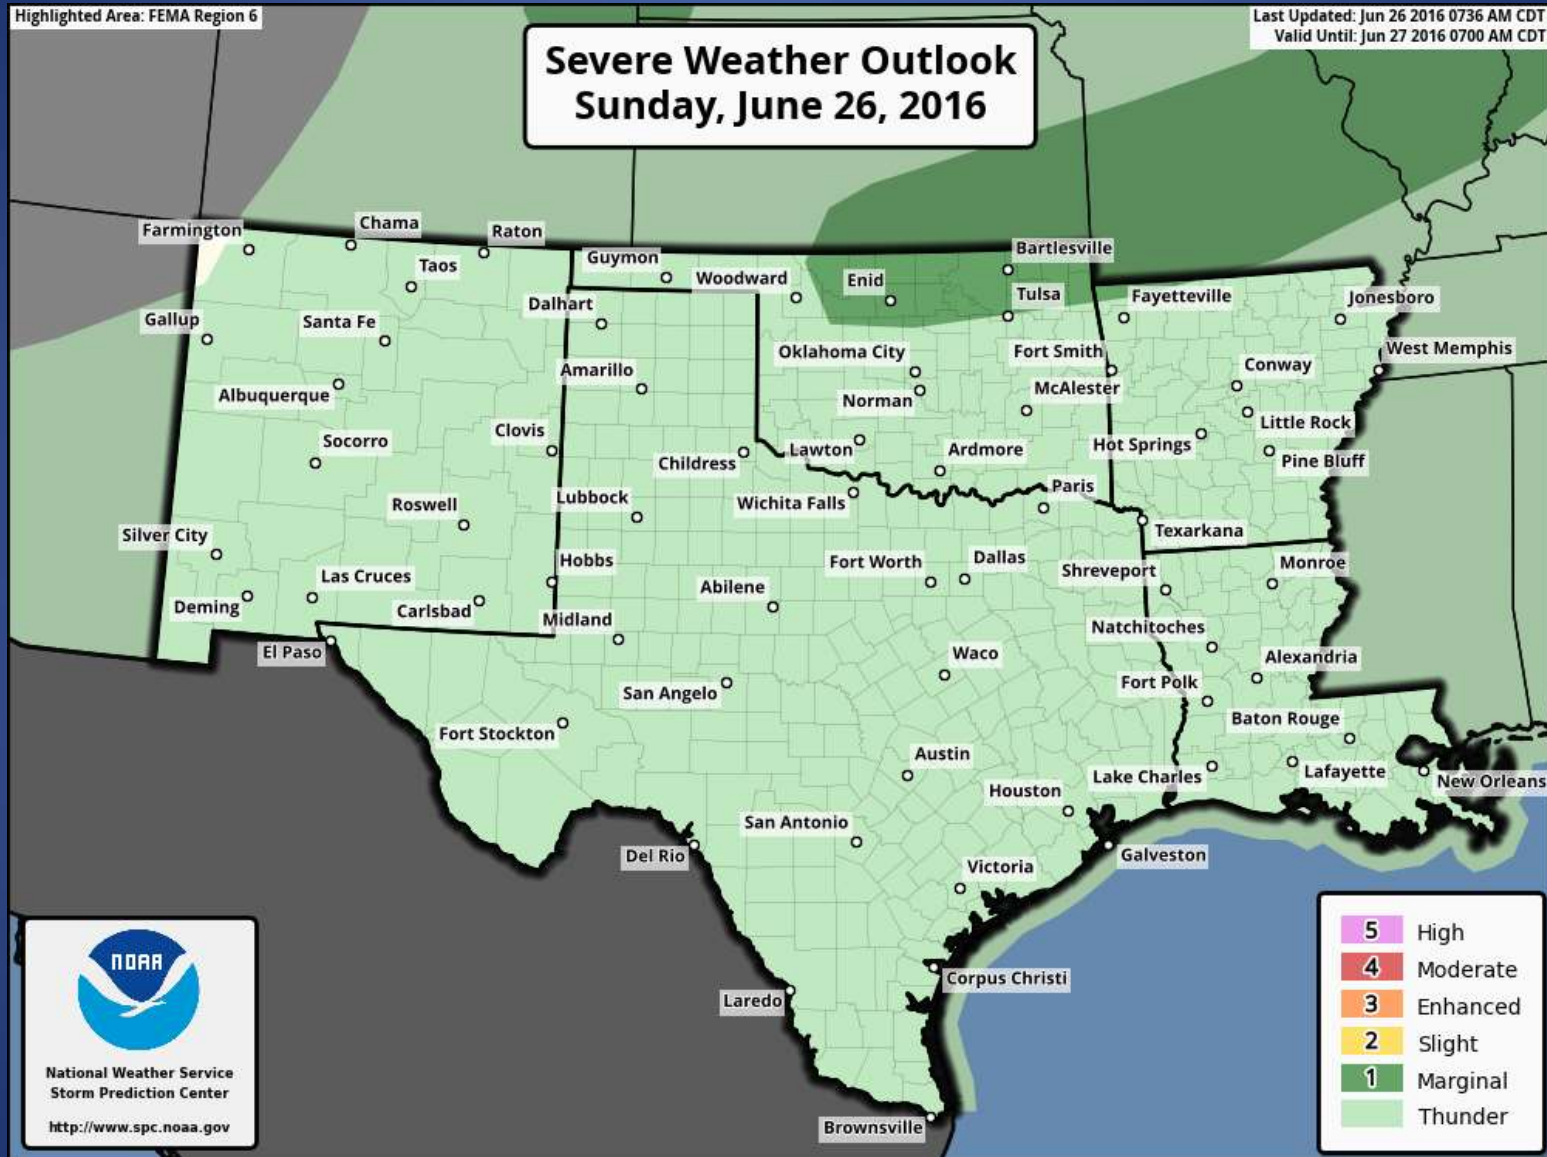 Highlighted Area: FEMA Region 6
Last Updated: Jun 26 2016 0736 AM CDT
Valid Until: Jun 27 2016 0700 AM CDT
Severe Weather Outlook
Sunday, June 26, 2016
Farmington
Chama
Raton
Taos
Guymon
Woodward
Enid
Bartlesville
Tulsa
Fayetteville
Jonesboro
Gallup
Santa Fe
Dalhart
Oklahoma City
Fort Smith
West Memphis
Albuquerque
Amarillo
Norman
McAlester
Conway
Little Rock
Socorro
Clovis
Childress
Lawton
Ardmore
Hot Springs
Pine Bluff
Roswell
Lubbock
Wichita Falls
Paris
Texarkana
Silver City
Las Cruces
Hobbs
Abilene
Fort Worth
Dallas
Shreveport
Monroe
Deming
Carlsbad
Midland
Natchitoches
El Paso
San Angelo
Waco
Fort Polk
Alexandria
Fort Stockton
Austin
Baton Rouge
Lake Charles
Lafayette
New Orleans
Houston
San Antonio
Del Rio
Victoria
Galveston
Laredo
Corpus Christi
Brownsville
NOAA
National Weather Service
Storm Prediction Center
http://www.spc.noaa.gov
5 High
4 Moderate
3 Enhanced
2 Slight
1 Marginal
Thunder